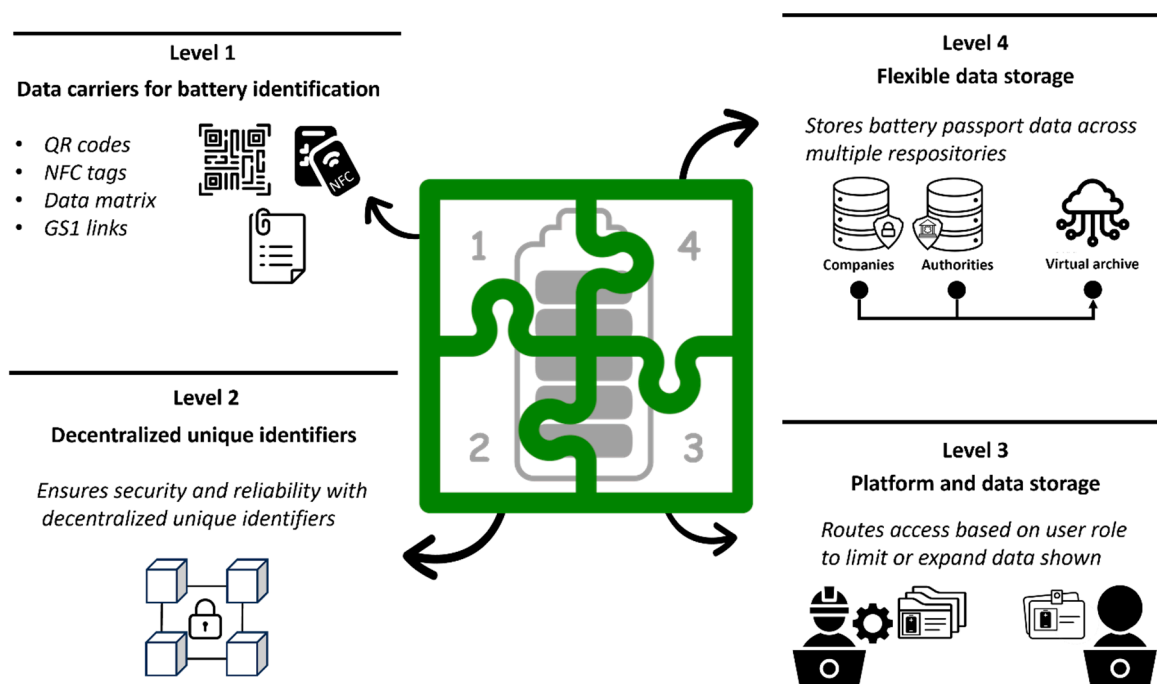 Level 1
Data carriers for battery identification
• QR codes
• NFC tags
• Data matrix
• GS1 links
NFC
Level 2
Decentralized unique identifiers
Ensures security and reliability with
decentralized unique identifiers
1
4
2
3
Level 4
Flexible data storage
Stores battery passport data across
multiple respositories
Companies
Authorities
Virtual archive
Level 3
Platform and data storage
Routes access based on user role
to limit or expand data shown